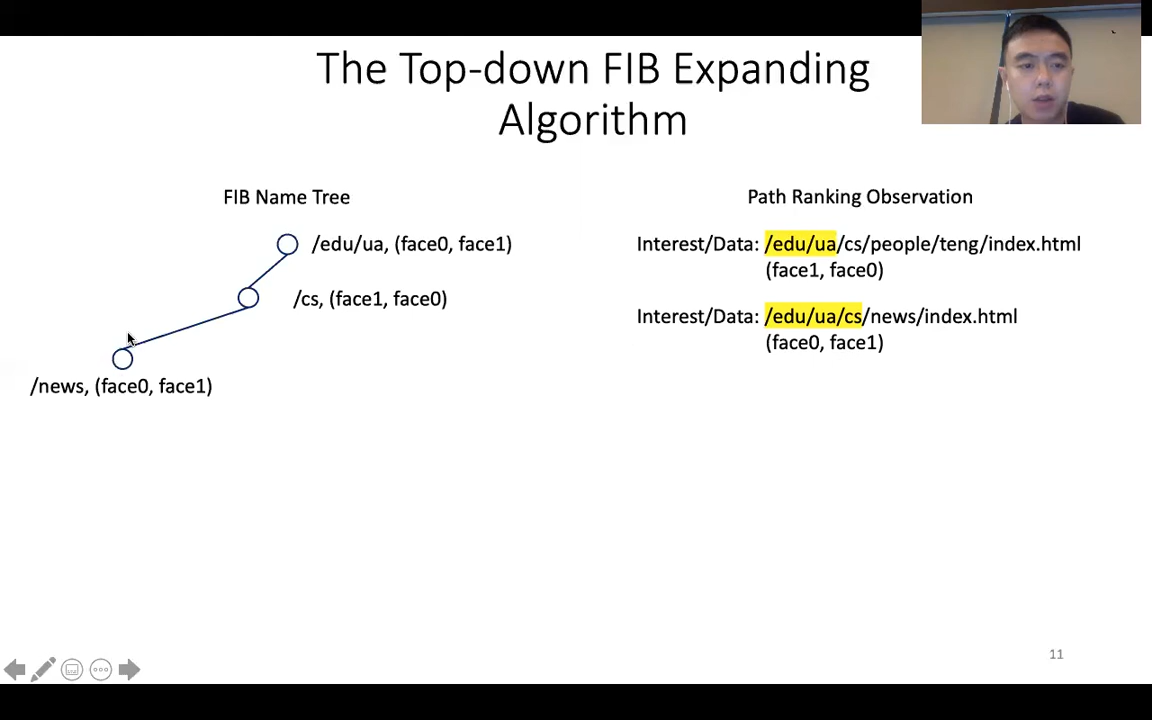 The Top-down FIB Expanding
Algorithm
FIB Name Tree
/edu/ua, (face0, face1)
/cs, (face1, face0)
/news, (face0, face1)
Path Ranking Observation
Interest/Data: /edu/ua/cs/people/teng/index.html
(face1, face0)
Interest/Data: /edu/ua/cs/news/index.html
(face0, face1)
11